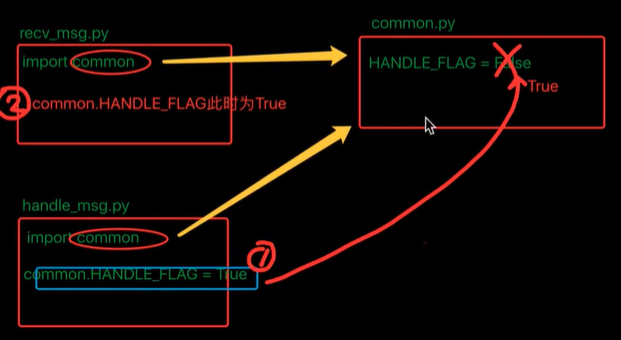 recv_msg.py
import common
② common.HANDLE_FLAG此时为True
common.py
HANDLE_FLAG = False
True
handle_msg.py
import common
common.HANDLE_FLAG = True
①